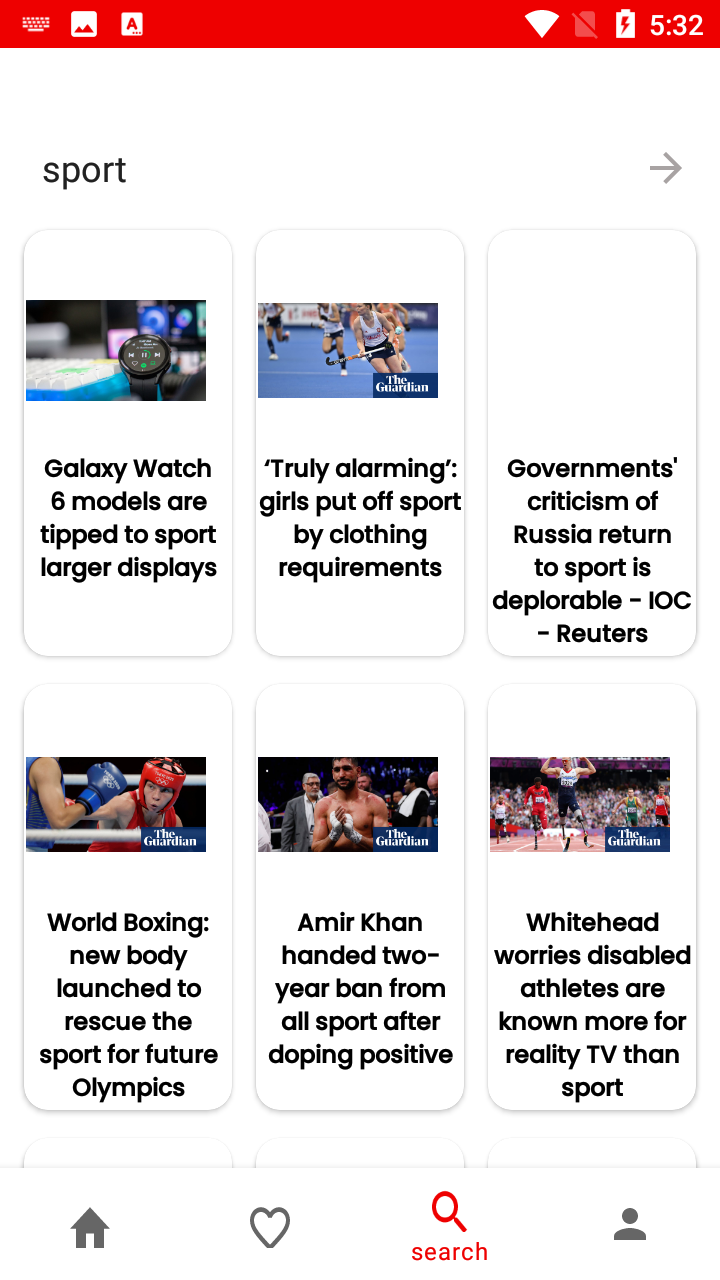 5:32
sport
Galaxy Watch
6 models are
tipped to sport
larger displays
The
Guardian
‘Truly alarming’:
girls put off sport
by clothing
requirements
Governments'
criticism of
Russia return
to sport is
deplorable - IOC
- Reuters
The
Guardian
World Boxing:
new body
launched to
rescue the
sport for future
Olympics
The
Guardian
Amir Khan
handed two-
year ban from
all sport after
doping positive
The
Guardian
Whitehead
worries disabled
athletes are
known more for
reality TV than
sport
search